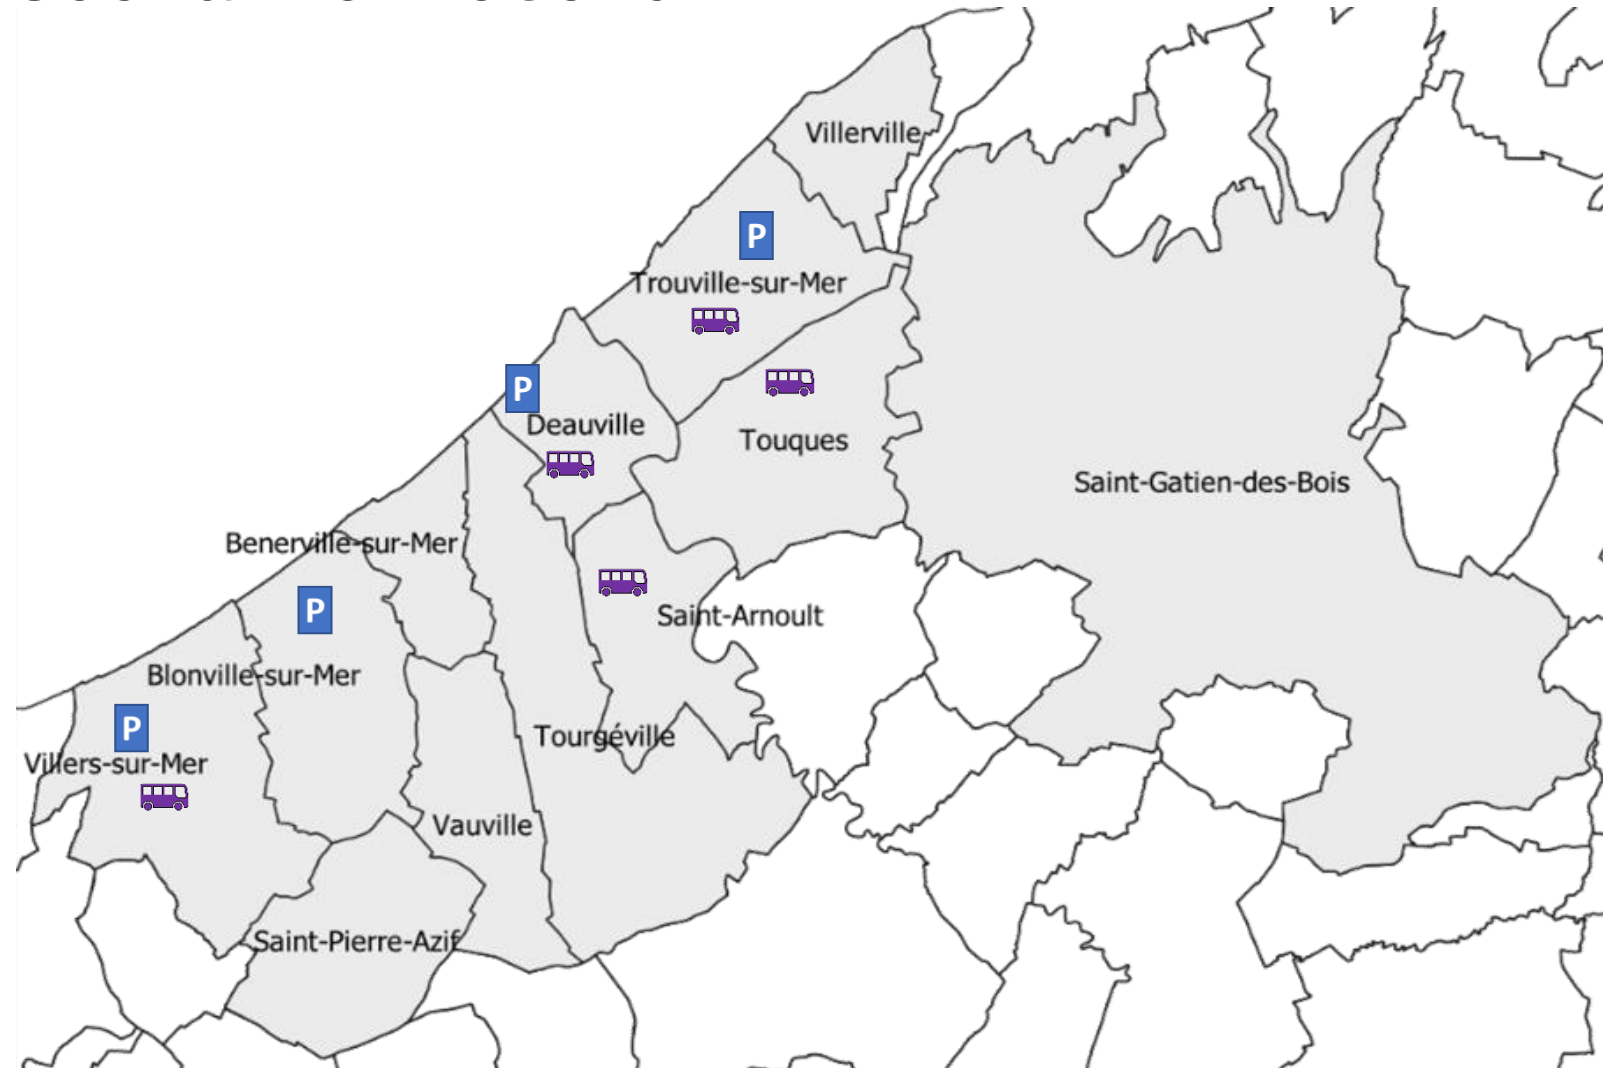 Villerville
P
Trouville-sur-Mer
P
Deauville
Touques
Saint-Gatien-des-Bois
Benerville-sur-Mer
P
Saint-Arnoult
Blonville-sur-Mer
P
Tourgéville
Villers-sur-Mer
Vauville
Saint-Pierre-Azif